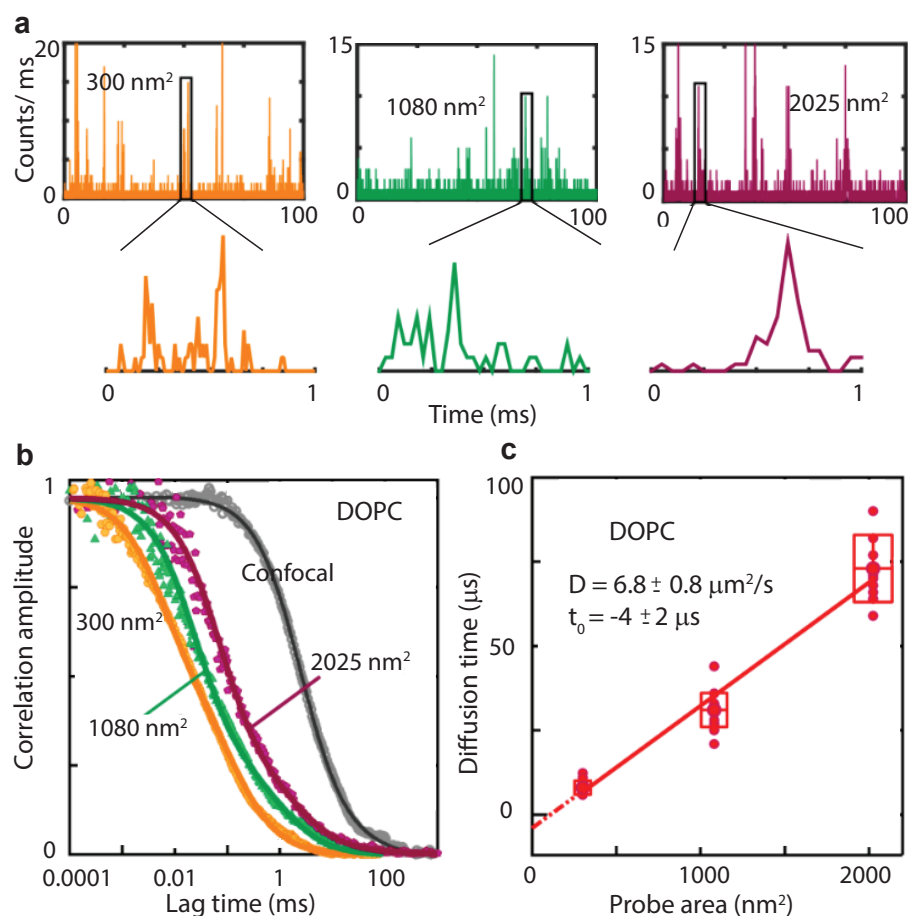 a
Counts/ ms
20
0
300 nm²
0
100
15
0
1080 nm²
0
100
15
0
2025 nm²
0
100
0
1
0
1
0
1
Time (ms)
b
Correlation amplitude
1
0
DOPC
Confocal
300 nm²
2025 nm²
1080 nm²
0.0001
0.01
1
100
Lag time (ms)
c
Diffusion time (µs)
100
50
0
DOPC
D = 6.8 ± 0.8 µm²/s
t₀ = -4 ± 2 µs
0
1000
2000
Probe area (nm²)